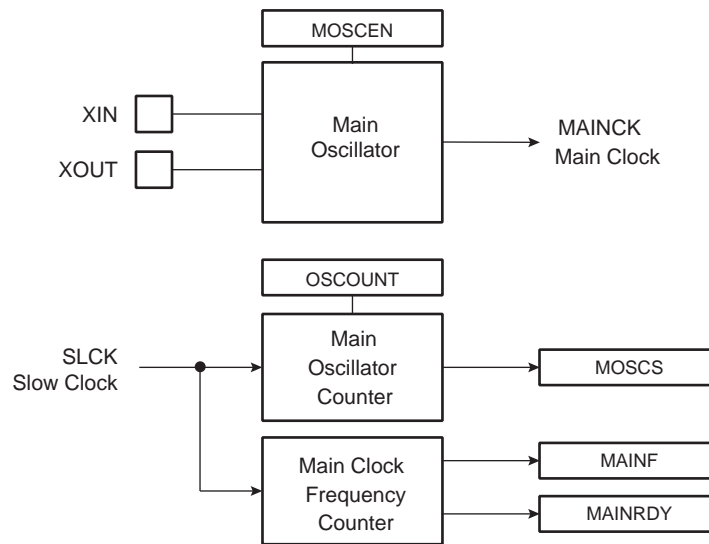 MOSCEN
XIN
XOUT
Main
Oscillator
MAINCK
Main Clock
OSCOUNT
SLCK
Slow Clock
Main
Oscillator
Counter
MOSCS
Main Clock
Frequency
Counter
MAINF
MAINRDY